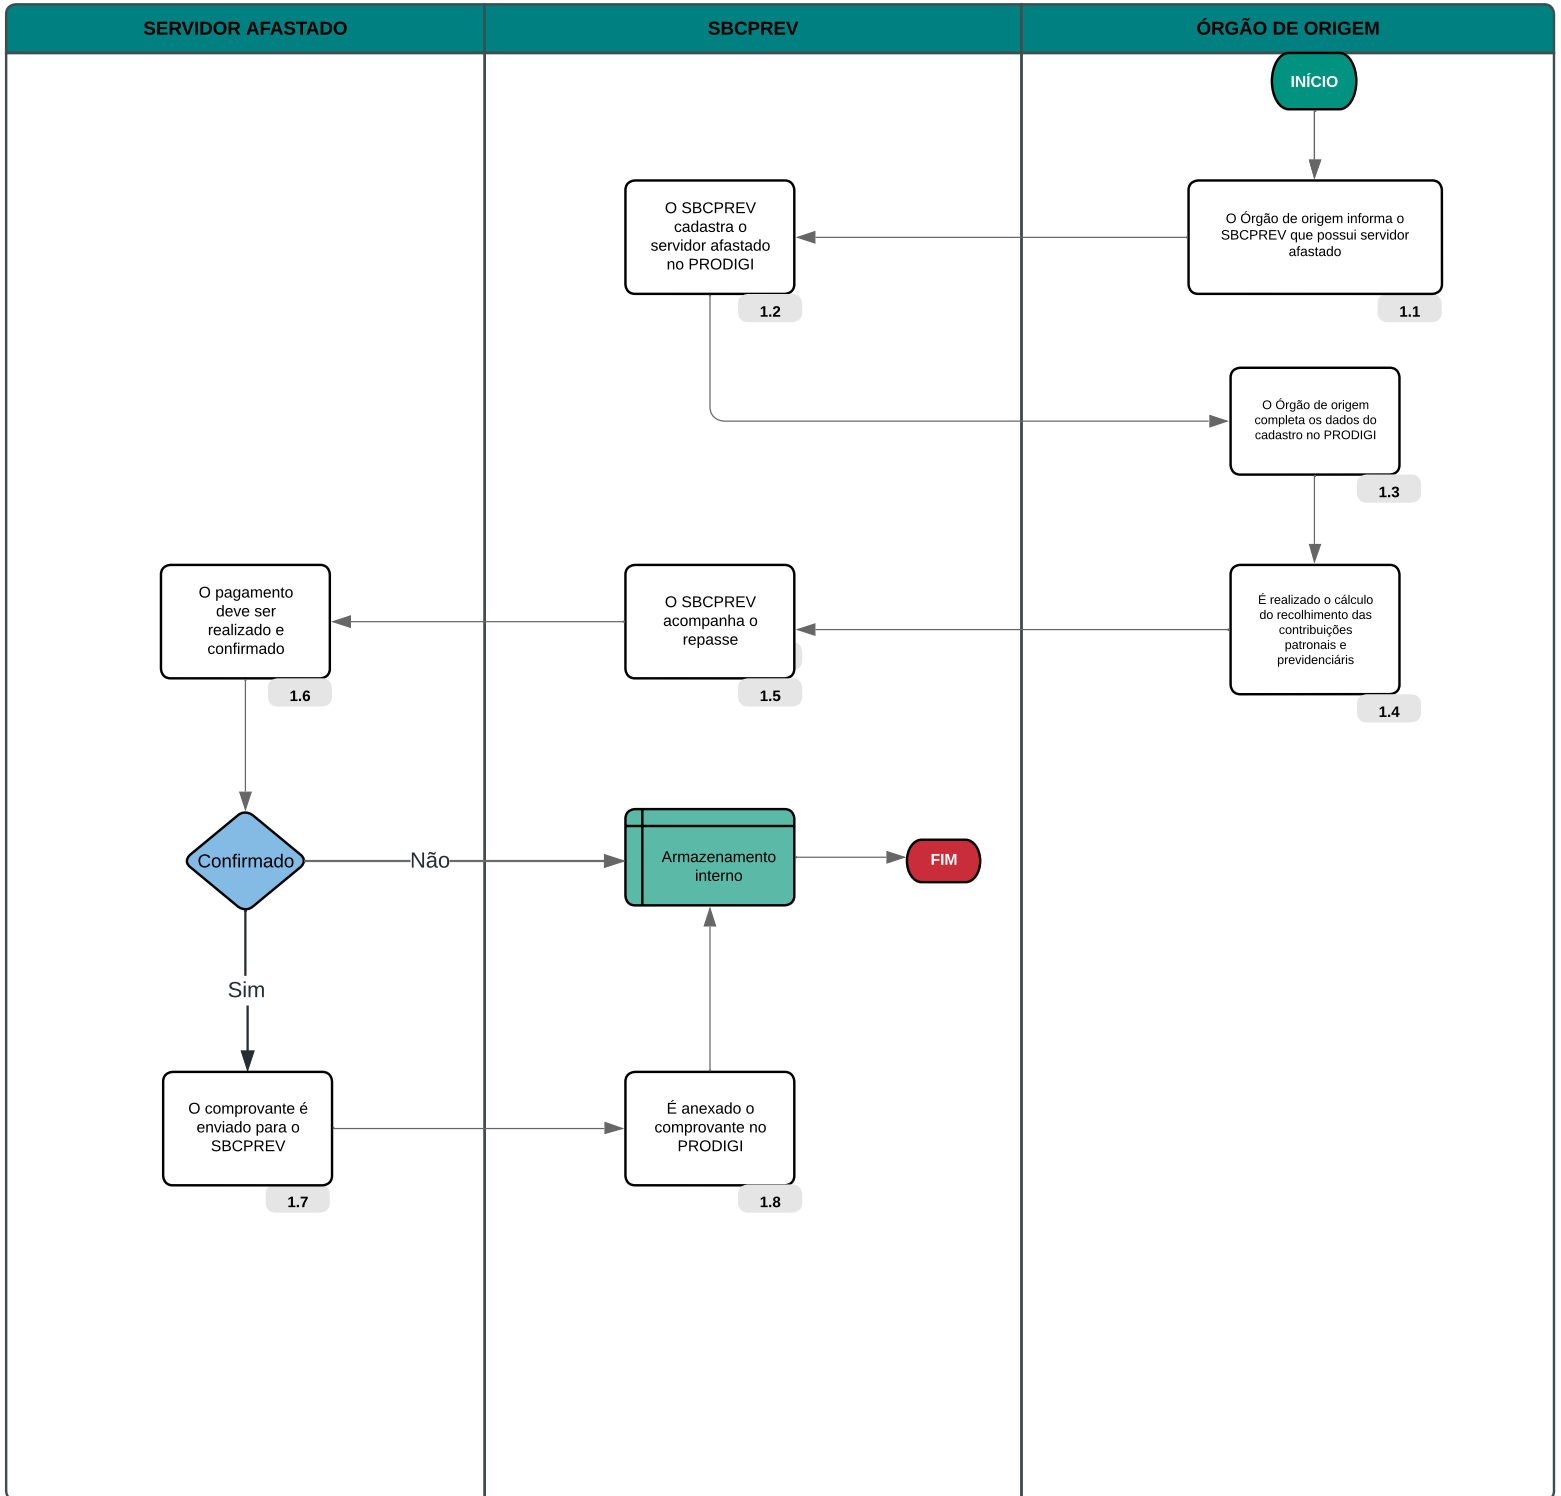 SERVIDOR AFASTADO
SBCPREV
ÓRGÃO DE ORIGEM
INÍCIO
O Órgão de origem informa o
SBCPREV que possui servidor
afastado
1.1
O SBCPREV
cadastra o
servidor afastado
no PRODIGI
1.2
O Órgão de origem
completa os dados do
cadastro no PRODIGI
1.3
É realizado o cálculo
do recolhimento das
contribuições
patronais e
previdenciáris
1.4
O SBCPREV
acompanha o
repasse
1.5
O pagamento
deve ser
realizado e
confirmado
1.6
Confirmado
Não
Armazenamento
interno
FIM
Sim
O comprovante é
enviado para o
SBCPREV
1.7
É anexado o
comprovante no
PRODIGI
1.8